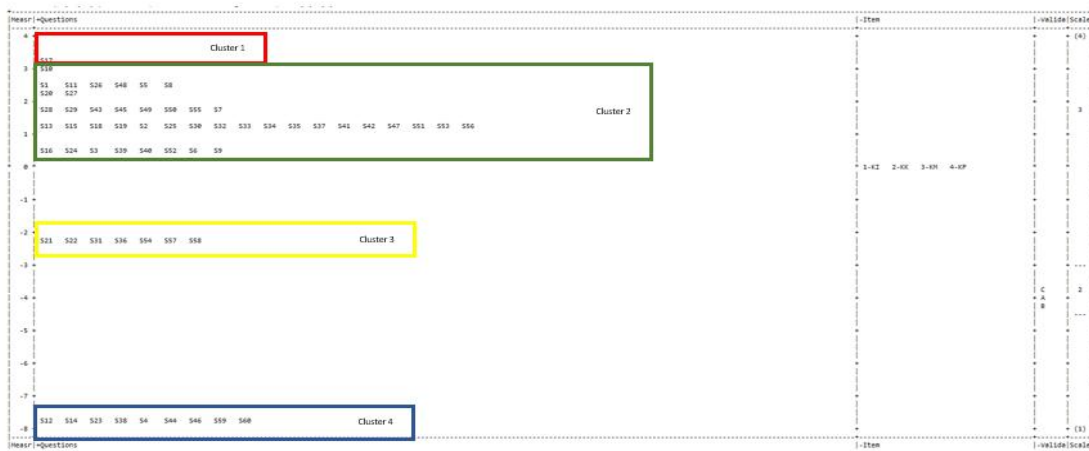 |Measr|+Questions |-Item |-Valide|Scale
4 + + + + (4)
Cluster 1
S17
3 S10
S1 S11 S26 S48 S5 S8
S20 S27
2 +
S28 S29 S43 S45 S49 S50 S55 S7 3
Cluster 2
S13 S15 S18 S19 S2 S25 S30 S32 S33 S34 S35 S37 S41 S42 S47 S51 S53 S56
1 +
S16 S24 S3 S39 S40 S52 S6 S9
* 0 * * 1-KI 2-KK 3-KM 4-KP
-1 +
-2 +
S21 S22 S31 S36 S54 S57 S58 Cluster 3
-3 + + + + ---
C 2
-4 + + + A +
B
---
-5 +
-6 +
-7 +
S12 S14 S23 S38 S4 S44 S46 S59 S60 Cluster 4
-8 + + + + (1)
|Measr|+Questions |-Item |-Valide|Scale